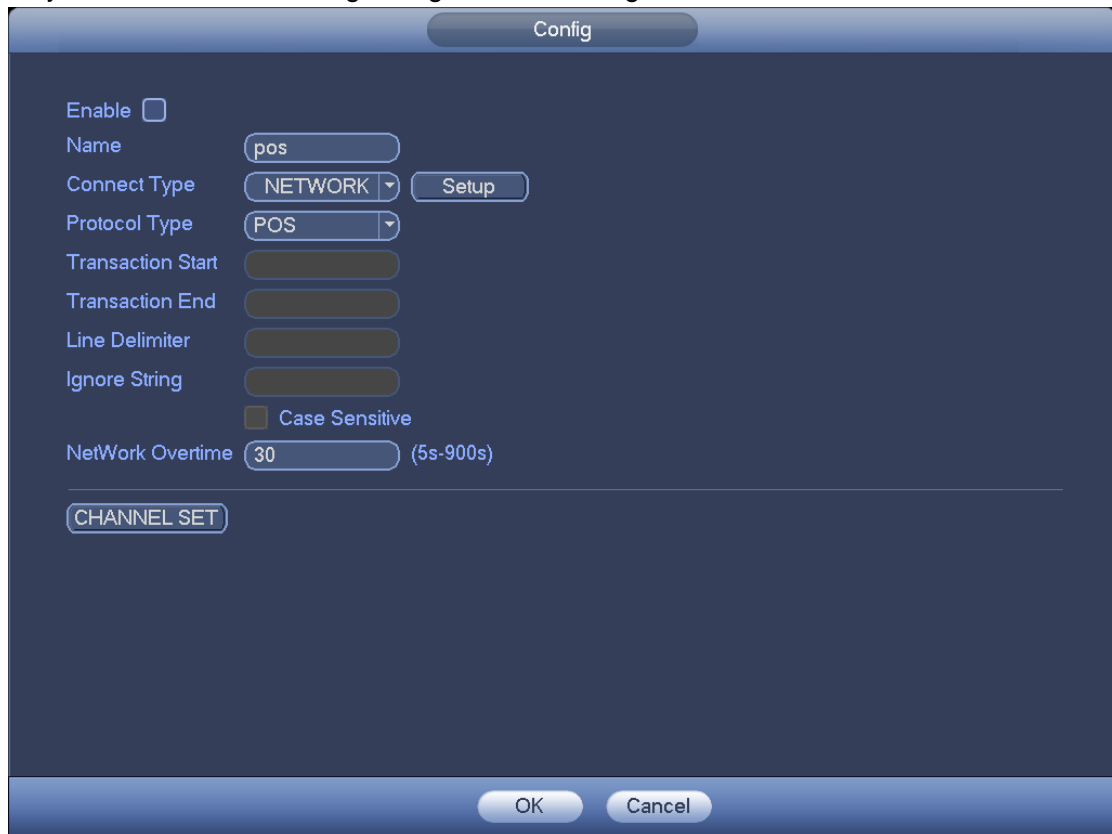 Config
Enable
Name pos
Connect Type NETWORK Setup
Protocol Type POS
Transaction Start
Transaction End
Line Delimiter
Ignore String
Case Sensitive
NetWork Overtime 30 (5s-900s)
CHANNEL SET
OK Cancel